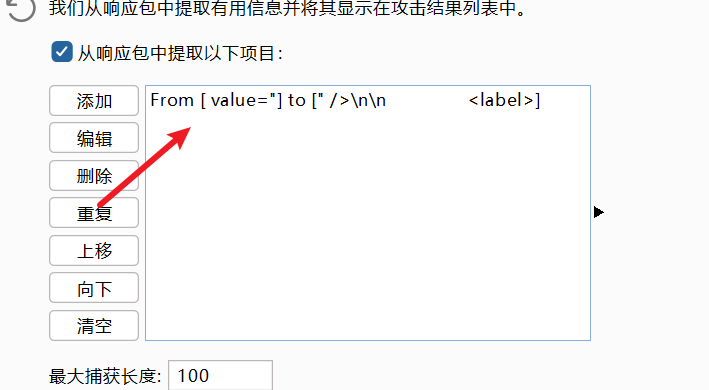 我们从响应包中提取有用信息并将其显示在攻击结果列表中。
从响应包中提取以下项目：
添加
From [ value="] to [" />\n\n                <label>]
编辑
删除
重复
上移
向下
清空
最大捕获长度: 100